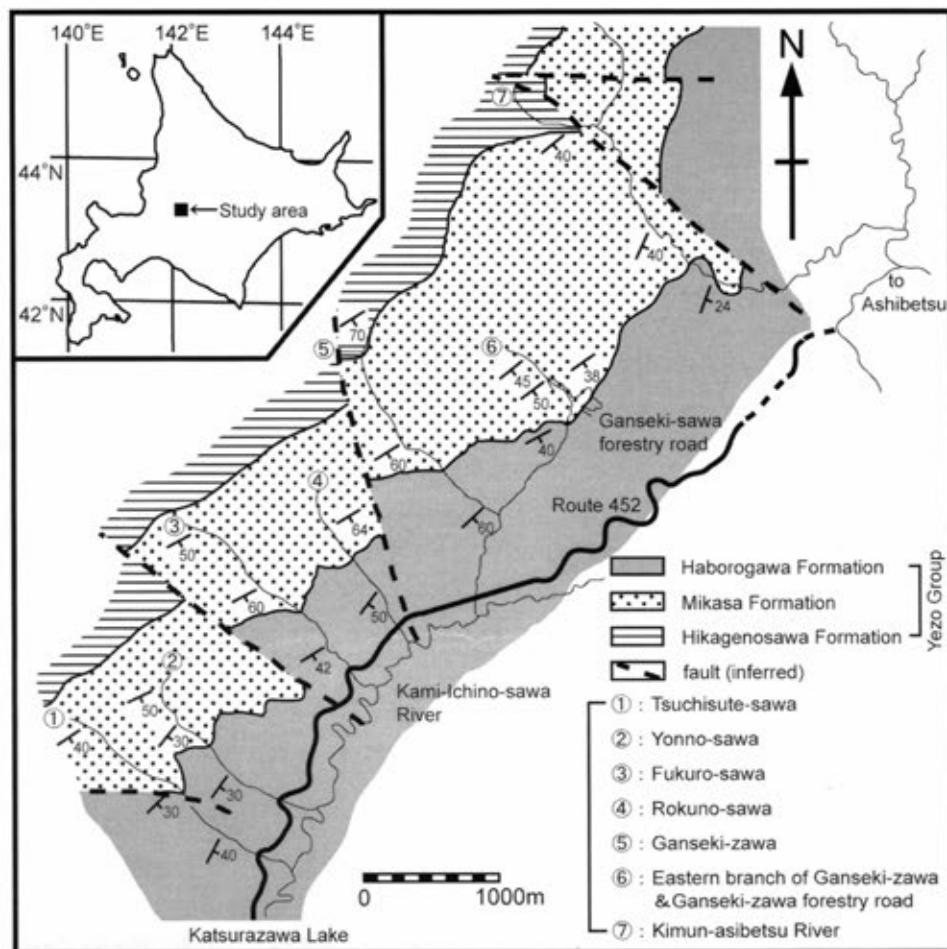 140°E 142°E 144°E
44°N
42°N
Study area
N
⑦
40
40
24
to
Ashibetsu
70
⑤
⑥
45
38
50
Ganseki-sawa
forestry road
40
60
④
Route 452
60
③
50
64
60
50
42
Kami-Ichino-sawa
River
②
50
①
40
30
30
30
40
0 1000m
Katsurazawa Lake
Haborogawa Formation
Mikasa Formation
Hikagenosawa Formation
Yezo Group
fault (inferred)
① : Tsuchisute-sawa
② : Yonno-sawa
③ : Fukuro-sawa
④ : Rokuno-sawa
⑤ : Ganseki-zawa
⑥ : Eastern branch of Ganseki-zawa
&Ganseki-zawa forestry road
⑦ : Kimun-asibetsu River